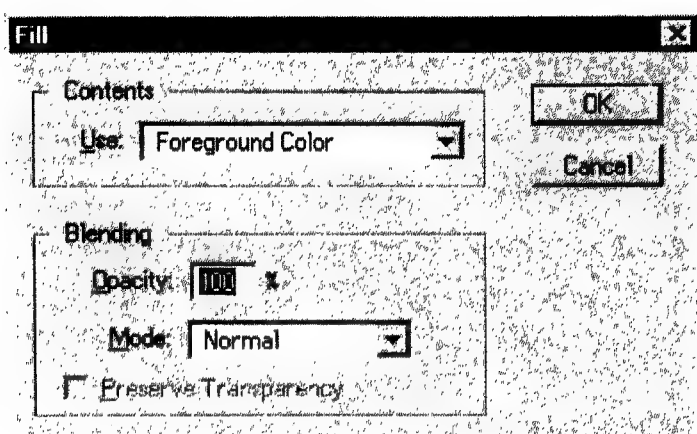 Fill
Contents
OK
Use: Foreground Color
Cancel
Blending
Opacity: 100 %
Mode: Normal
Preserve Transparency